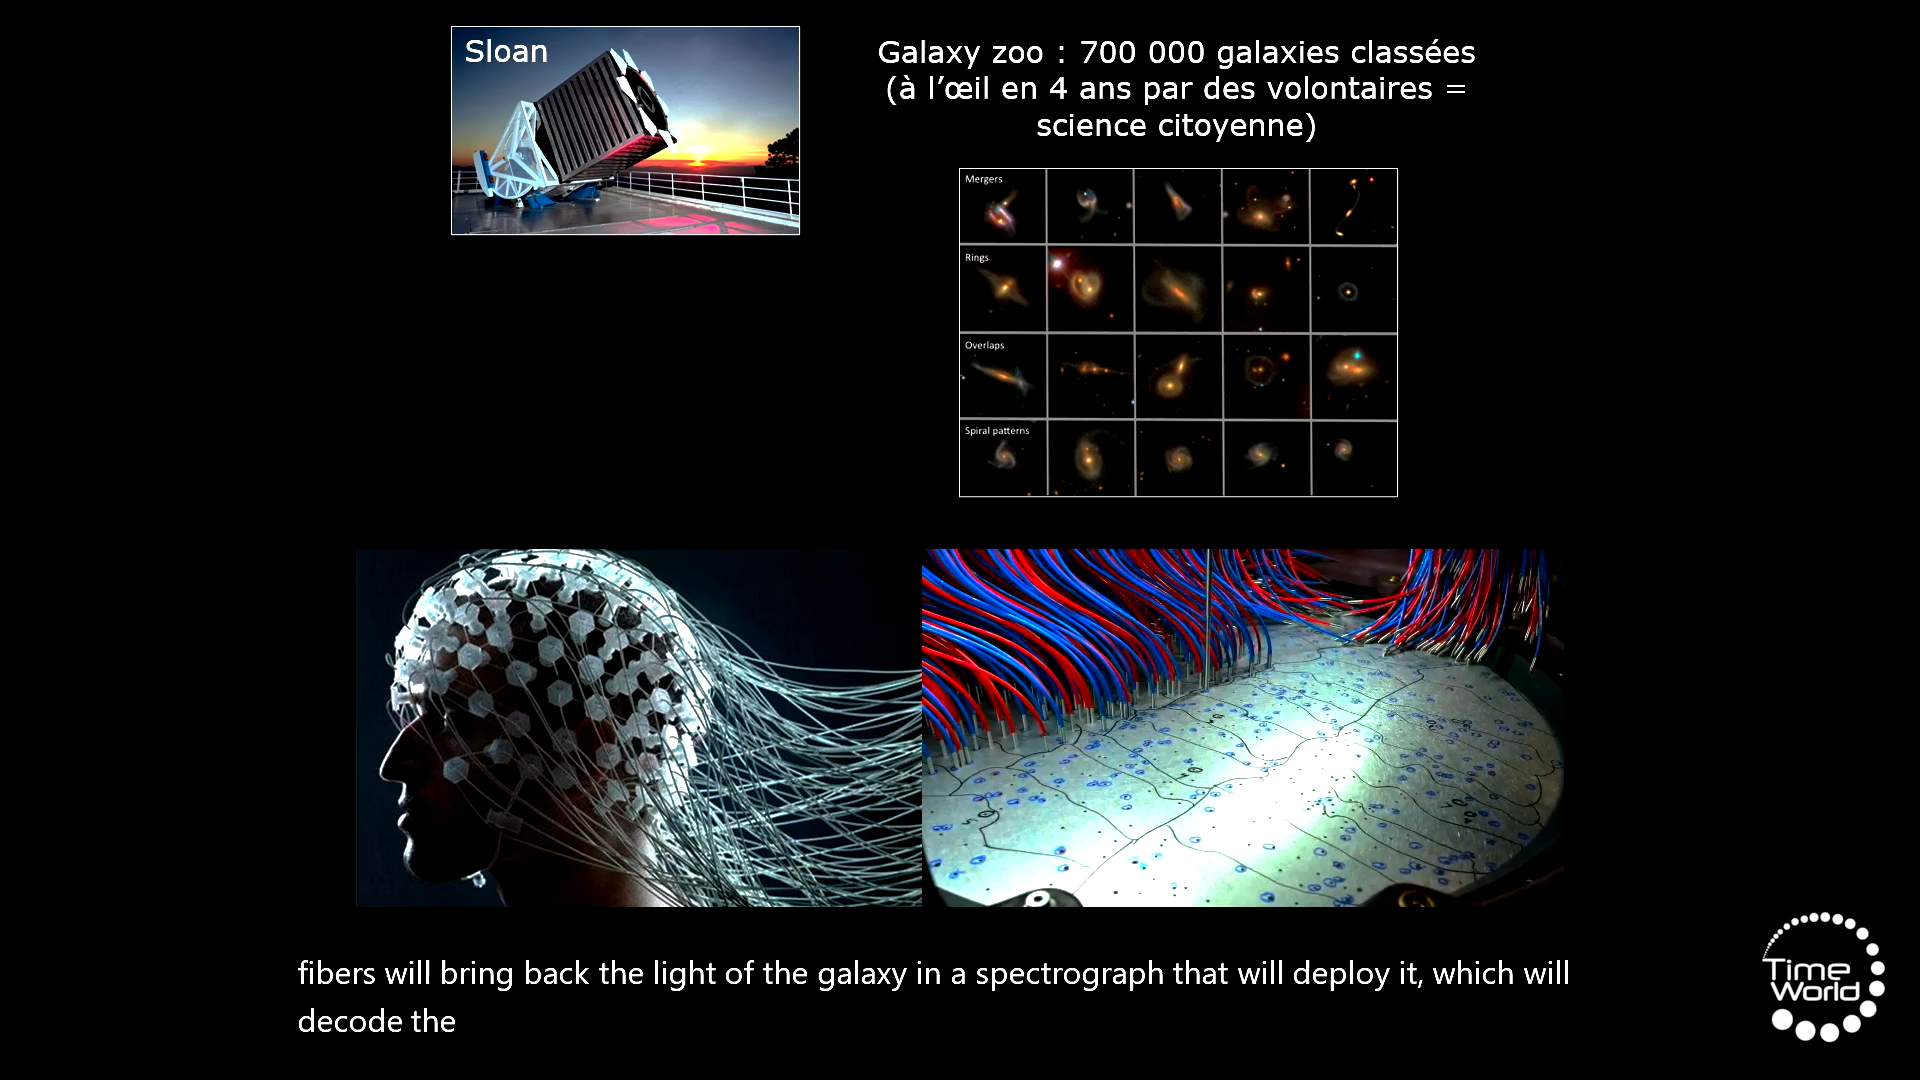 Sloan
Galaxy zoo : 700 000 galaxies classées
(à l’œil en 4 ans par des volontaires =
science citoyenne)
Mergers
Rings
Overlaps
Spiral patterns
fibers will bring back the light of the galaxy in a spectrograph that will deploy it, which will
decode the
Time
World